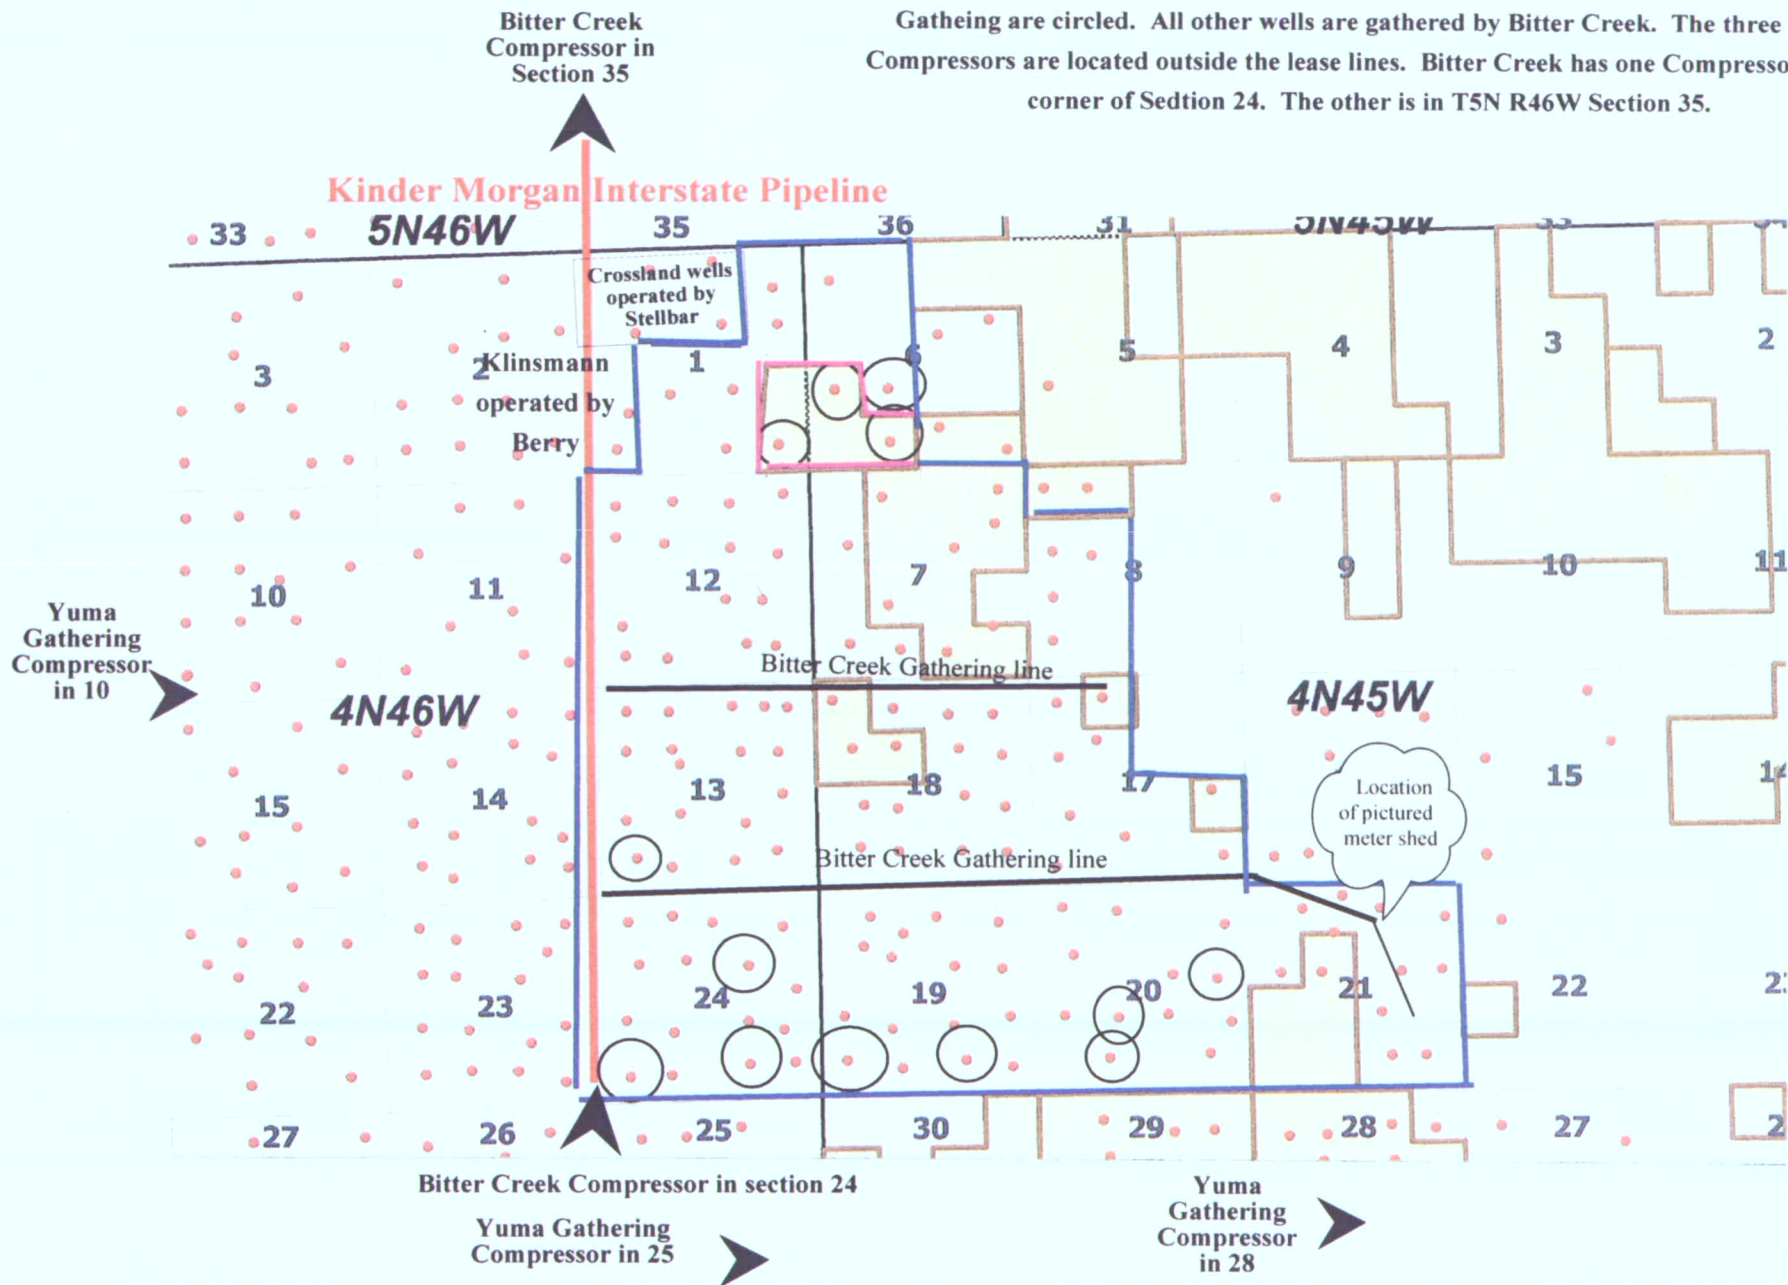 Bitter Creek
Compressor in
Section 35
Gatheing are circled. All other wells are gathered by Bitter Creek. The three
Compressors are located outside the lease lines. Bitter Creek has one Compresso
corner of Sedtion 24. The other is in T5N R46W Section 35.
Kinder Morgan Interstate Pipeline
33
5N46W
35
36
31
5N45W
33
Crossland wells
operated by
Stellbar
3
2
1
6
5
4
3
2
Klinsmann
operated by
Berry
10
11
12
7
8
9
10
11
Yuma
Gathering
Compressor
in 10
Bitter Creek Gathering line
4N46W
4N45W
15
14
13
18
17
15
14
Location
of pictured
meter shed
Bitter Creek Gathering line
22
23
24
19
20
21
22
27
26
25
30
29
28
27
Bitter Creek Compressor in section 24
Yuma Gathering
Compressor in 25
Yuma
Gathering
Compressor
in 28